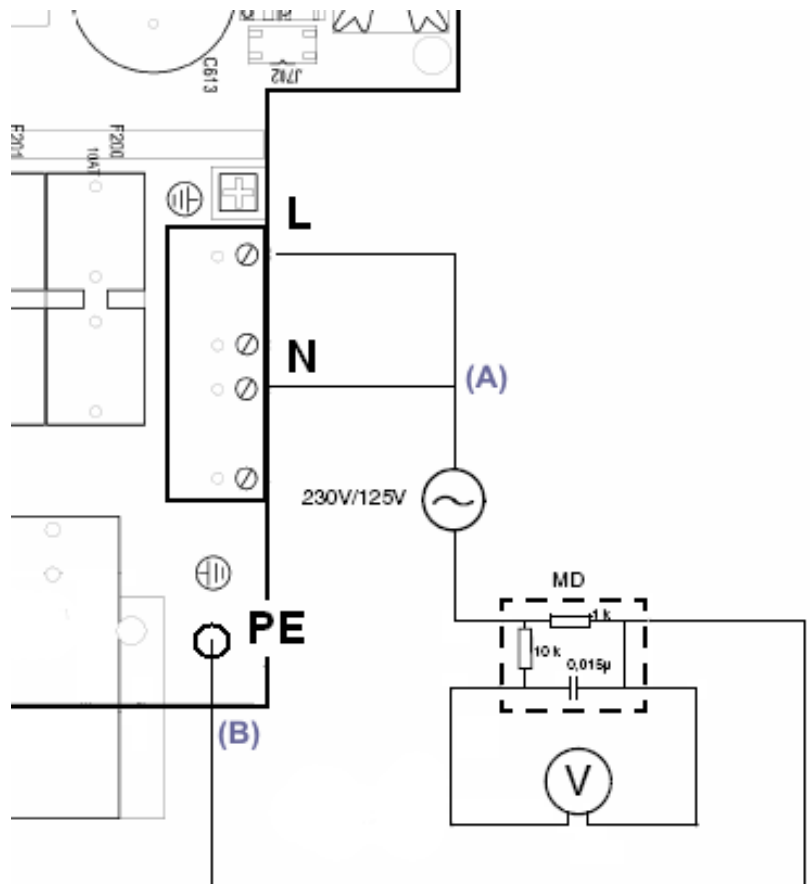 C613
J712
F201
F200
10AT
L
N
(A)
230V/125V
MD
1 k
10 k
0,015µ
PE
(B)
V